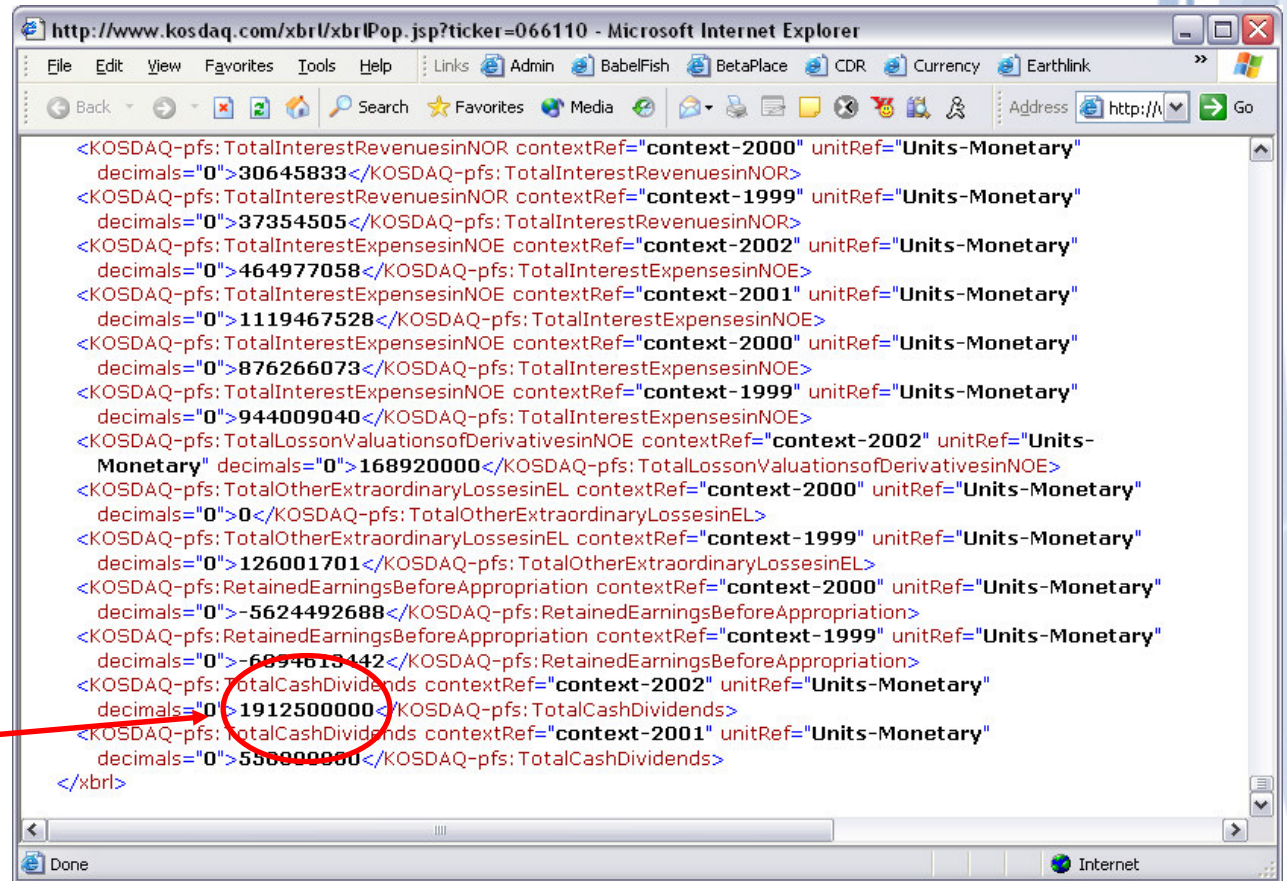 http://www.kosdaq.com/xbrl/xbrlPop.jsp?ticker=066110 - Microsoft Internet Explorer
File Edit View Favorites Tools Help Links Admin BabelFish BetaPlace CDR Currency Earthlink »
Back Search Favorites Media Address http://\ Go
<KOSDAQ-pfs:TotalInterestRevenuesinNOR contextRef="context-2000" unitRef="Units-Monetary"
decimals="0">30645833</KOSDAQ-pfs:TotalInterestRevenuesinNOR>
<KOSDAQ-pfs:TotalInterestRevenuesinNOR contextRef="context-1999" unitRef="Units-Monetary"
decimals="0">37354505</KOSDAQ-pfs:TotalInterestRevenuesinNOR>
<KOSDAQ-pfs:TotalInterestExpensesinNOE contextRef="context-2002" unitRef="Units-Monetary"
decimals="0">464977058</KOSDAQ-pfs:TotalInterestExpensesinNOE>
<KOSDAQ-pfs:TotalInterestExpensesinNOE contextRef="context-2001" unitRef="Units-Monetary"
decimals="0">1119467528</KOSDAQ-pfs:TotalInterestExpensesinNOE>
<KOSDAQ-pfs:TotalInterestExpensesinNOE contextRef="context-2000" unitRef="Units-Monetary"
decimals="0">876266073</KOSDAQ-pfs:TotalInterestExpensesinNOE>
<KOSDAQ-pfs:TotalInterestExpensesinNOE contextRef="context-1999" unitRef="Units-Monetary"
decimals="0">944009040</KOSDAQ-pfs:TotalInterestExpensesinNOE>
<KOSDAQ-pfs:TotalLossonValuationsofDerivativesinNOE contextRef="context-2002" unitRef="Units-
Monetary" decimals="0">168920000</KOSDAQ-pfs:TotalLossonValuationsofDerivativesinNOE>
<KOSDAQ-pfs:TotalOtherExtraordinaryLossesinEL contextRef="context-2000" unitRef="Units-Monetary"
decimals="0">0</KOSDAQ-pfs:TotalOtherExtraordinaryLossesinEL>
<KOSDAQ-pfs:TotalOtherExtraordinaryLossesinEL contextRef="context-1999" unitRef="Units-Monetary"
decimals="0">126001701</KOSDAQ-pfs:TotalOtherExtraordinaryLossesinEL>
<KOSDAQ-pfs:RetainedEarningsBeforeAppropriation contextRef="context-2000" unitRef="Units-Monetary"
decimals="0">-5624492688</KOSDAQ-pfs:RetainedEarningsBeforeAppropriation>
<KOSDAQ-pfs:RetainedEarningsBeforeAppropriation contextRef="context-1999" unitRef="Units-Monetary"
decimals="0"></KOSDAQ-pfs:RetainedEarningsBeforeAppropriation>
<KOSDAQ-pfs:TotalCashDividends contextRef="context-2002" unitRef="Units-Monetary"
decimals="0">1912500000</KOSDAQ-pfs:TotalCashDividends>
<KOSDAQ-pfs:TotalCashDividends contextRef="context-2001" unitRef="Units-Monetary"
decimals="0"></KOSDAQ-pfs:TotalCashDividends>
</xbrl>
Done Internet